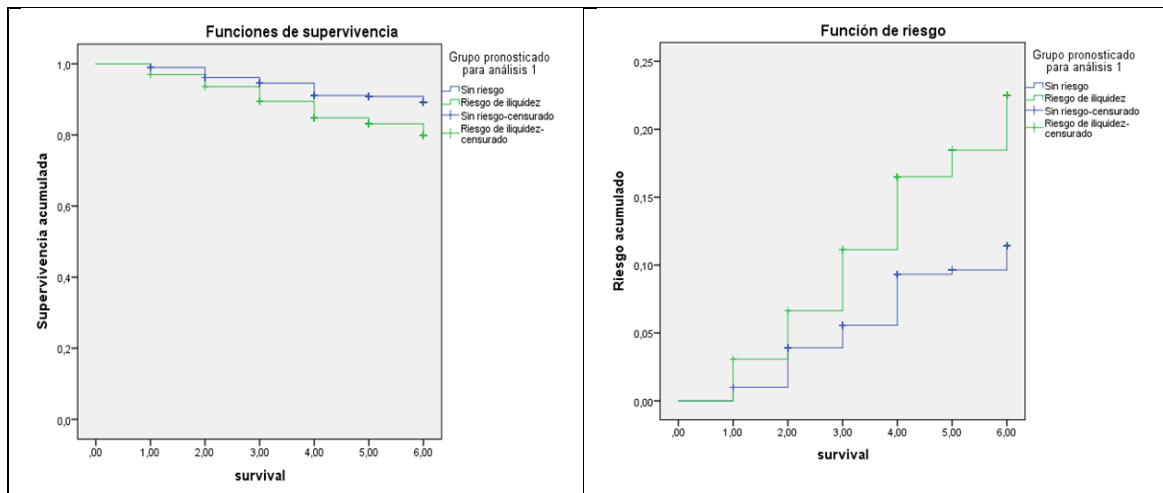 Funciones de supervivencia
Grupo pronosticado
para análisis 1
Sin riesgo
Riesgo de iliquidez
Sin riesgo-censurado
Riesgo de iliquidez-
censurado
Supervivencia acumulada
1,0
0,8
0,6
0,4
0,2
0,0
,00 1,00 2,00 3,00 4,00 5,00 6,00
survival
Función de riesgo
Grupo pronosticado
para análisis 1
Sin riesgo
Riesgo de iliquidez
Sin riesgo-censurado
Riesgo de iliquidez-
censurado
Riesgo acumulado
0,25
0,20
0,15
0,10
0,05
0,00
,00 1,00 2,00 3,00 4,00 5,00 6,00
survival